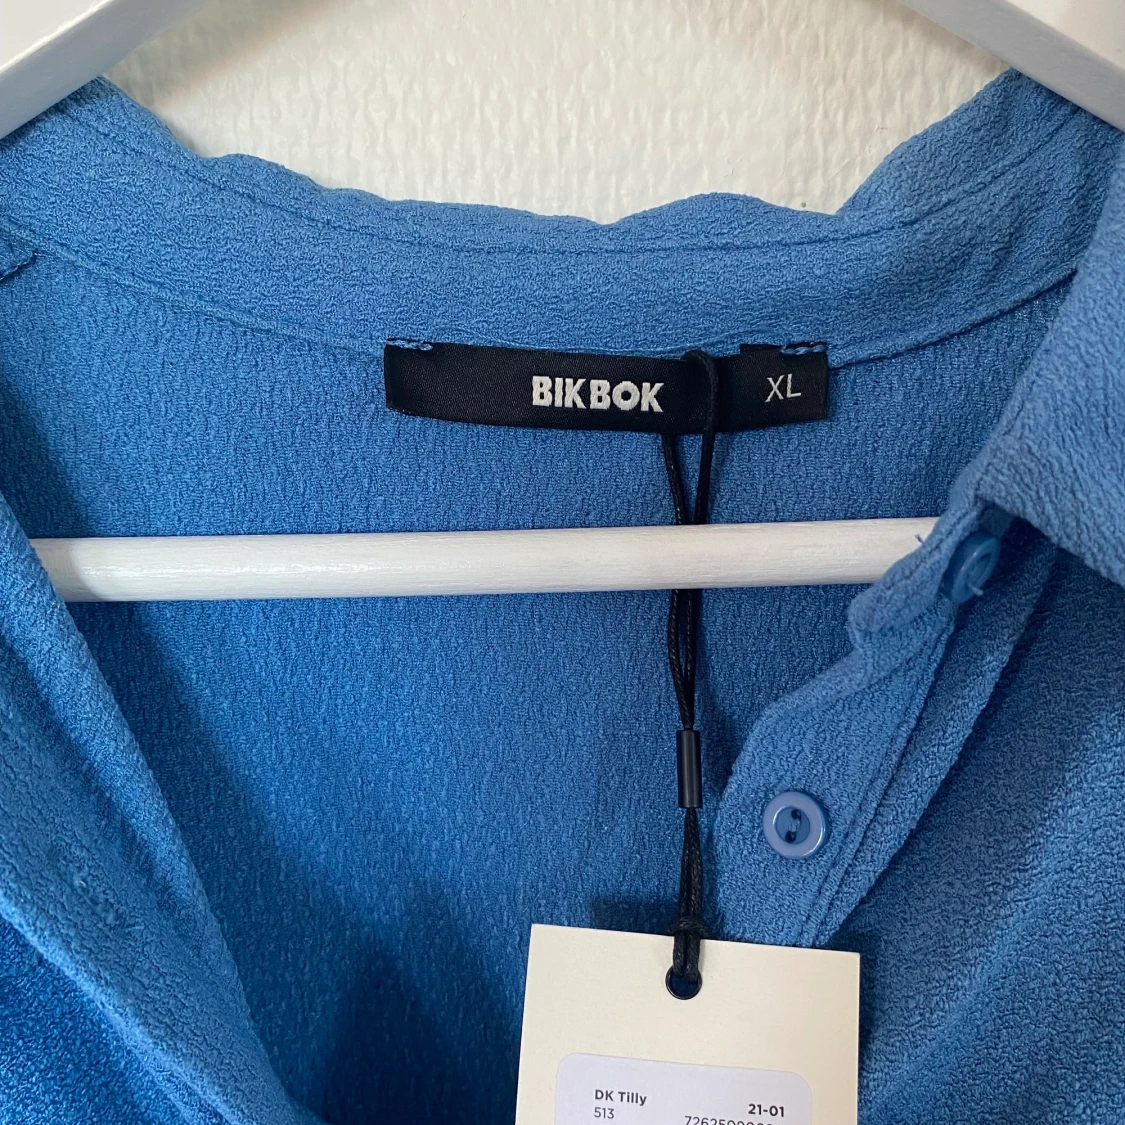 BIKBOK XL
DK Tilly 21-01
513